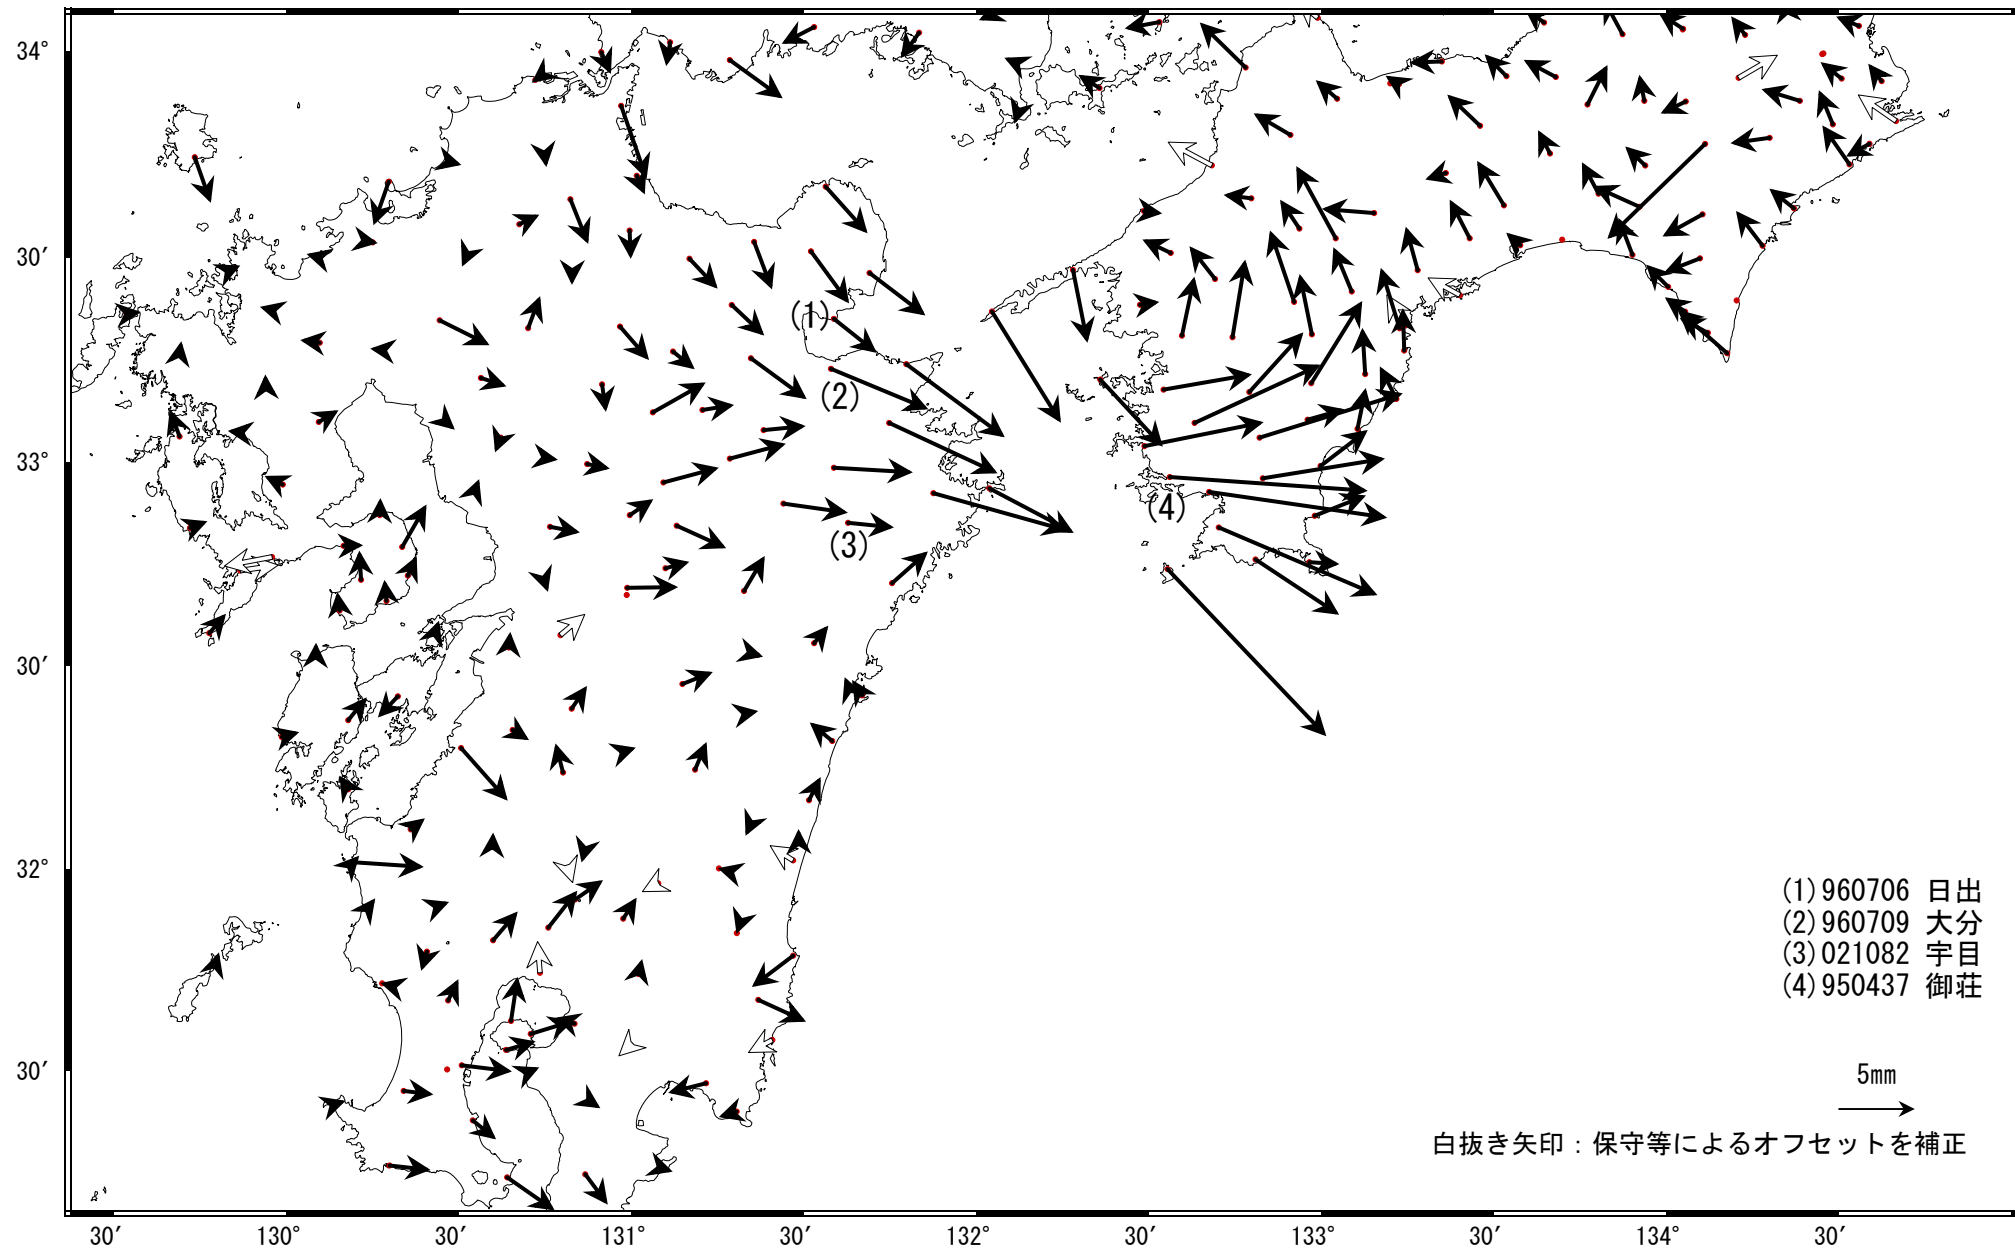 34°
30′
33°
30′
32°
30′
(1)
(2)
(3)
(4)
(1)960706 日出
(2)960709 大分
(3)021082 宇目
(4)950437 御荘
5mm
白抜き矢印：保守等によるオフセットを補正
30′ 130° 30′ 131° 30′ 132° 30′ 133° 30′ 134° 30′